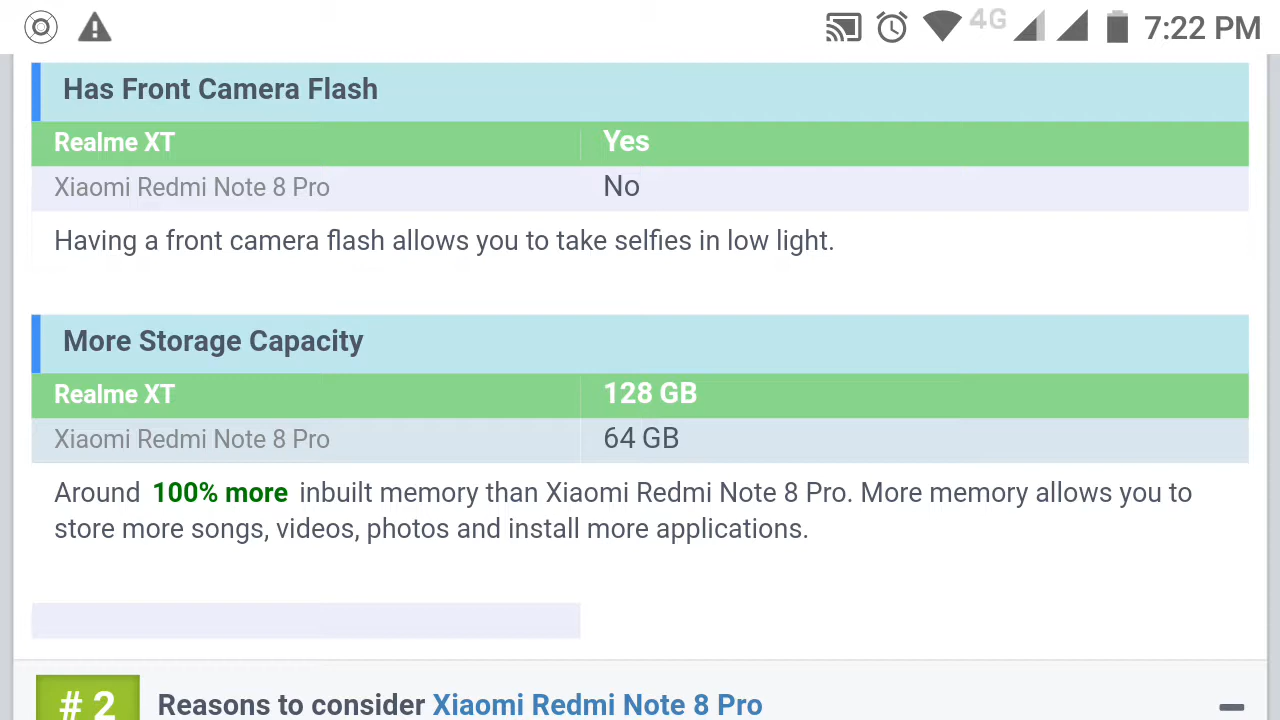 4G 7:22 PM
Has Front Camera Flash
Realme XT Yes
Xiaomi Redmi Note 8 Pro No
Having a front camera flash allows you to take selfies in low light.
More Storage Capacity
Realme XT 128 GB
Xiaomi Redmi Note 8 Pro 64 GB
Around 100% more inbuilt memory than Xiaomi Redmi Note 8 Pro. More memory allows you to
store more songs, videos, photos and install more applications.
# 2 Reasons to consider Xiaomi Redmi Note 8 Pro